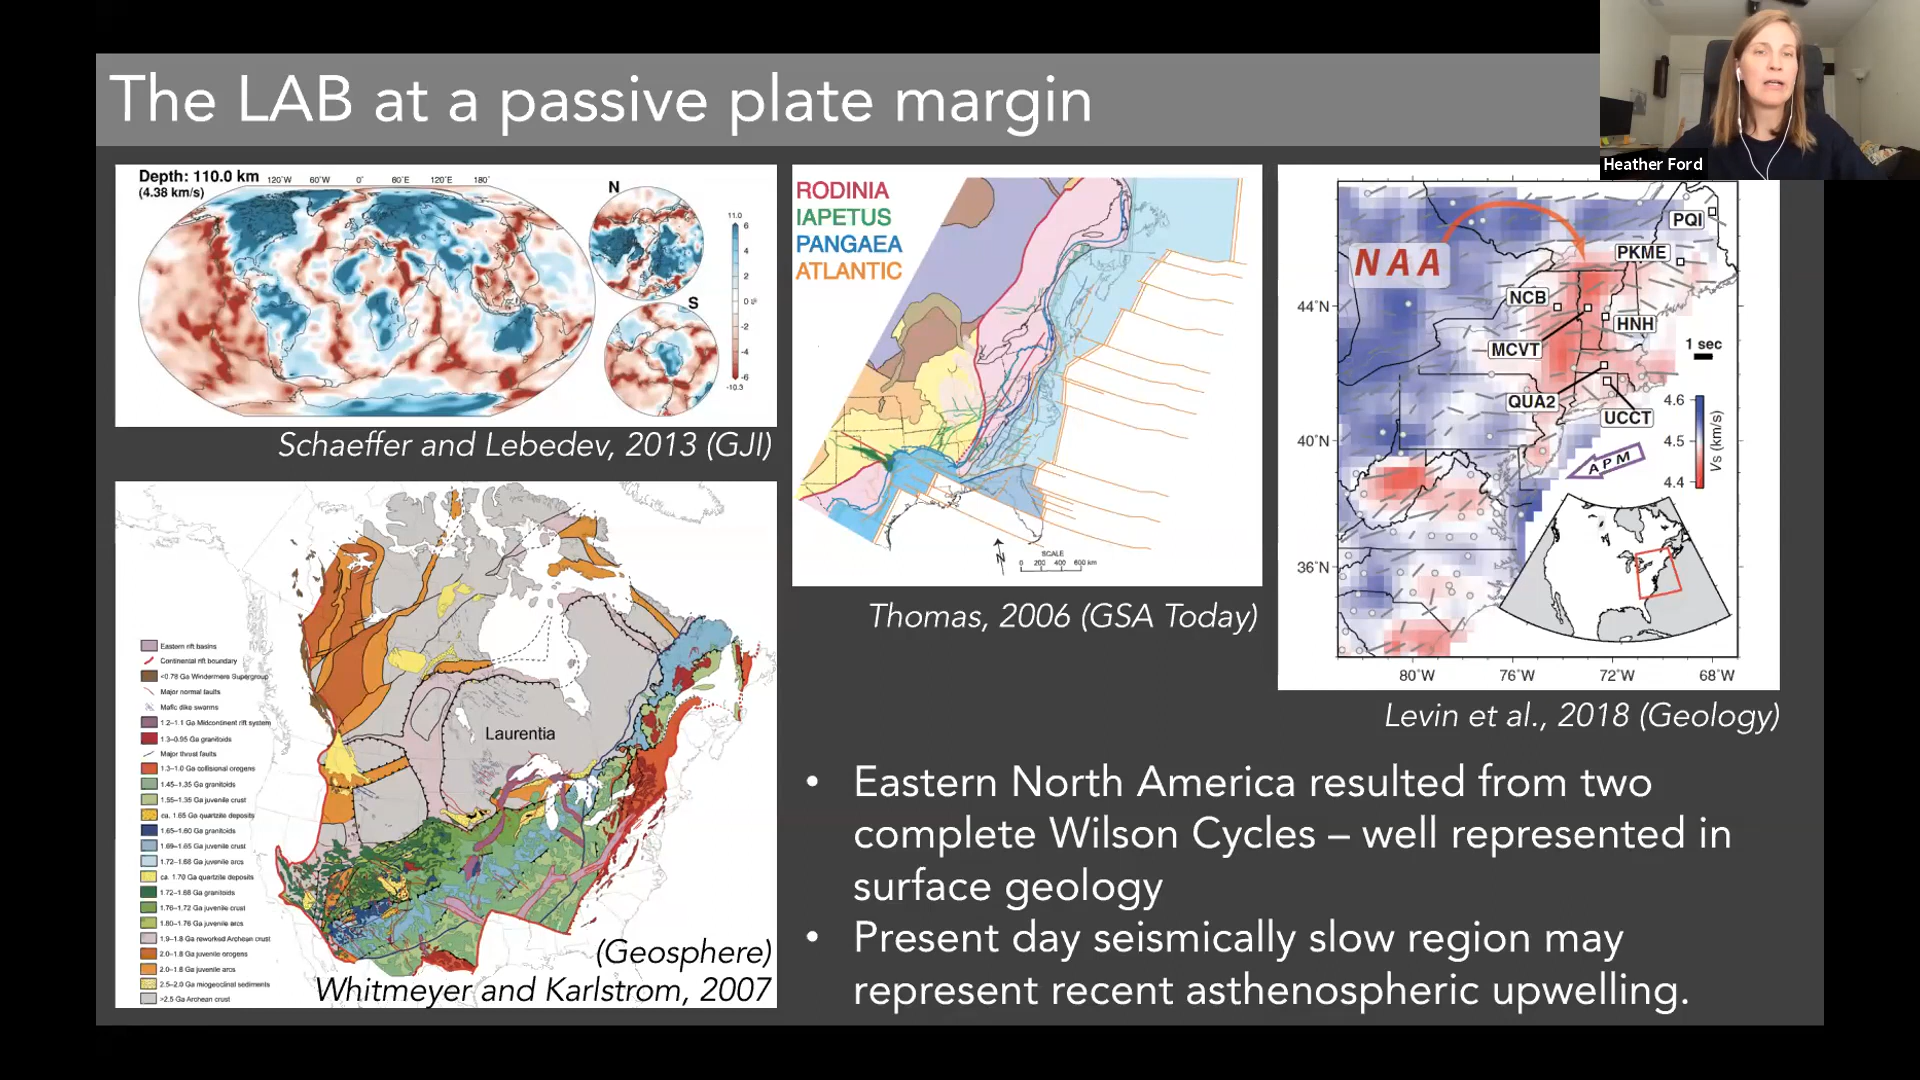 The LAB at a passive plate margin
Heather Ford
Depth: 110.0 km
(4.38 km/s)
120°W 60°W 0° 60°E 120°E 180°
N
S
11.0
6
4
2
0 %
-2
-4
-6
-10.3
Schaeffer and Lebedev, 2013 (GJI)
Eastern rift basins
Continental rift boundary
<0.78 Ga Windermere Supergroup
Major normal faults
Mafic dike swarms
1.2–1.1 Ga Midcontinent rift system
1.3–0.95 Ga granitoids
Major thrust faults
1.3–1.0 Ga collisional orogens
1.45–1.35 Ga granitoids
1.55–1.35 Ga juvenile crust
ca. 1.65 Ga quartzite deposits
1.65–1.60 Ga granitoids
1.69–1.65 Ga juvenile crust
1.72–1.68 Ga juvenile arcs
ca. 1.70 Ga quartzite deposits
1.72–1.68 Ga granitoids
1.76–1.72 Ga juvenile crust
1.80–1.76 Ga juvenile arcs
1.9–1.8 Ga reworked Archean crust
2.0–1.8 Ga juvenile orogens
2.0–1.8 Ga juvenile arcs
2.5–2.0 Ga miogeoclinal sediments
>2.5 Ga Archean crust
Laurentia
(Geosphere)
Whitmeyer and Karlstrom, 2007
RODINIA
IAPETUS
PANGAEA
ATLANTIC
N
SCALE
0 200 400 600 km
Thomas, 2006 (GSA Today)
NAA
PQI
PKME
NCB
HNH
MCVT
1 sec
QUA2
UCCT
APM
4.6
4.5
4.4
Vs (km/s)
44°N
40°N
36°N
80°W 76°W 72°W 68°W
Levin et al., 2018 (Geology)
• Eastern North America resulted from two
complete Wilson Cycles – well represented in
surface geology
• Present day seismically slow region may
represent recent asthenospheric upwelling.